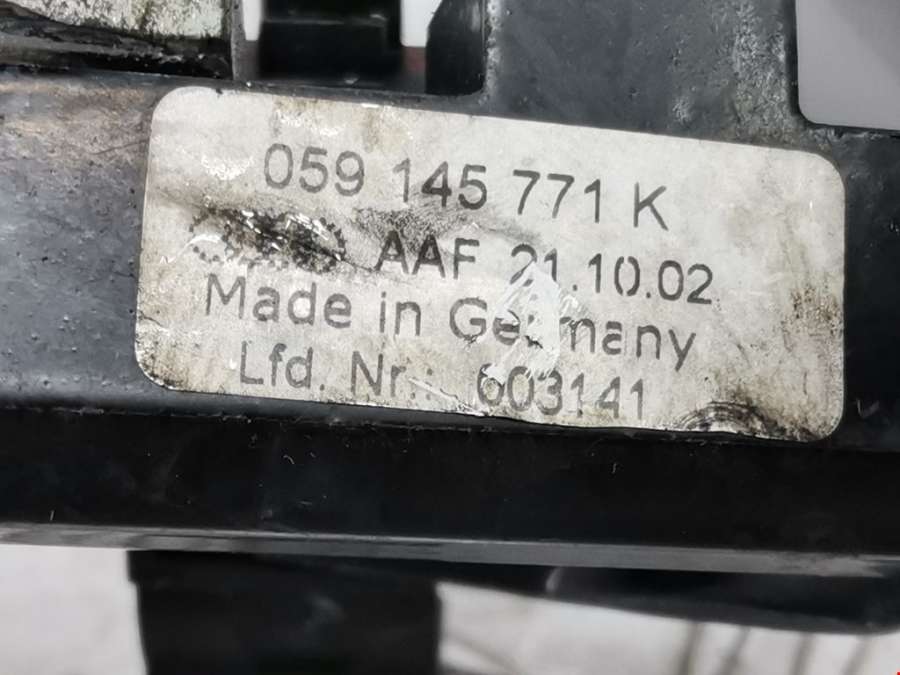 059 145 771 K
AAF 21.10.02
Made in Germany
Lfd. Nr.: 603141